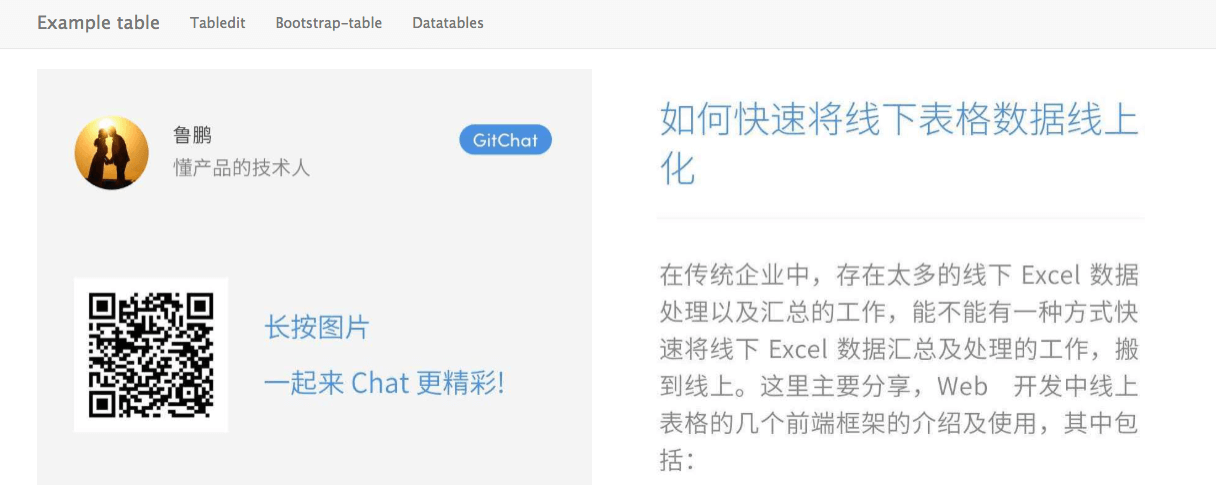 Example table
Tabledit
Bootstrap-table
Datatables
鲁鹏
懂产品的技术人
GitChat
长按图片
一起来 Chat 更精彩!
如何快速将线下表格数据线上
化
在传统企业中，存在太多的线下 Excel 数据
处理以及汇总的工作，能不能有一种方式快
速将线下 Excel 数据汇总及处理的工作，搬
到线上。这里主要分享，Web　开发中线上
表格的几个前端框架的介绍及使用，其中包
括：